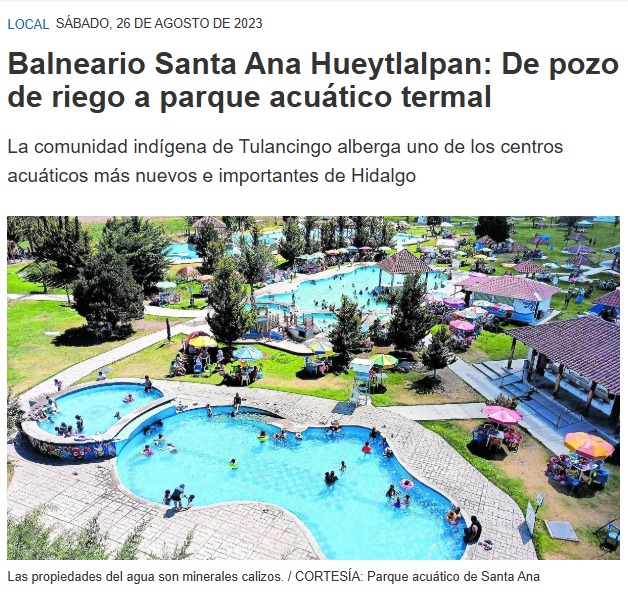 LOCAL SÁBADO, 26 DE AGOSTO DE 2023
Balneario Santa Ana Hueytlalpan: De pozo
de riego a parque acuático termal
La comunidad indígena de Tulancingo alberga uno de los centros
acuáticos más nuevos e importantes de Hidalgo
Las propiedades del agua son minerales calizos. / CORTESÍA: Parque acuático de Santa Ana